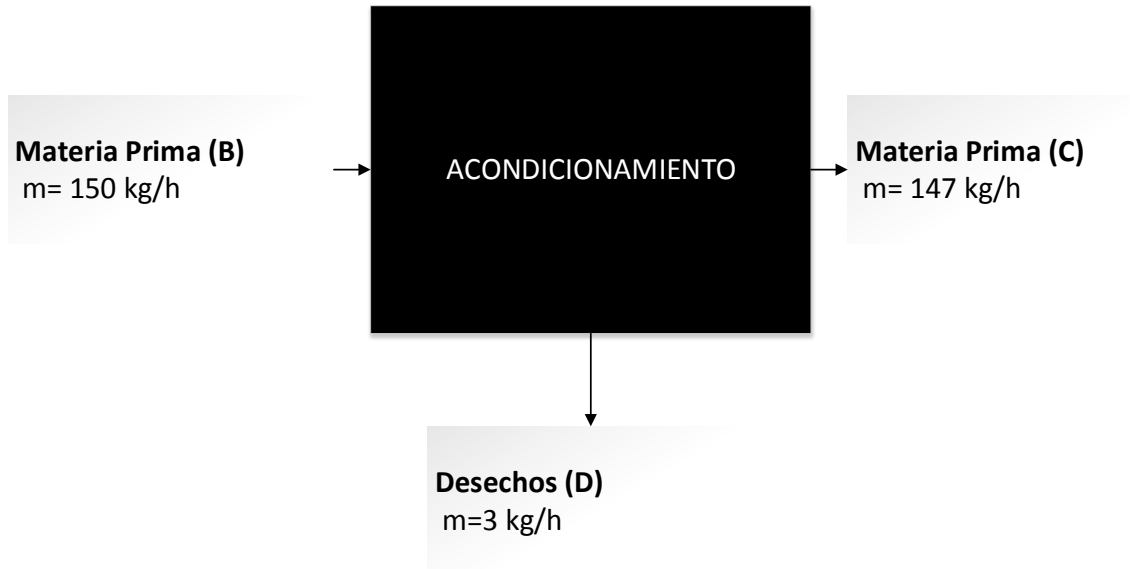 Materia Prima (B)
m= 150 kg/h
ACONDICIONAMIENTO
Materia Prima (C)
m= 147 kg/h
Desechos (D)
m=3 kg/h